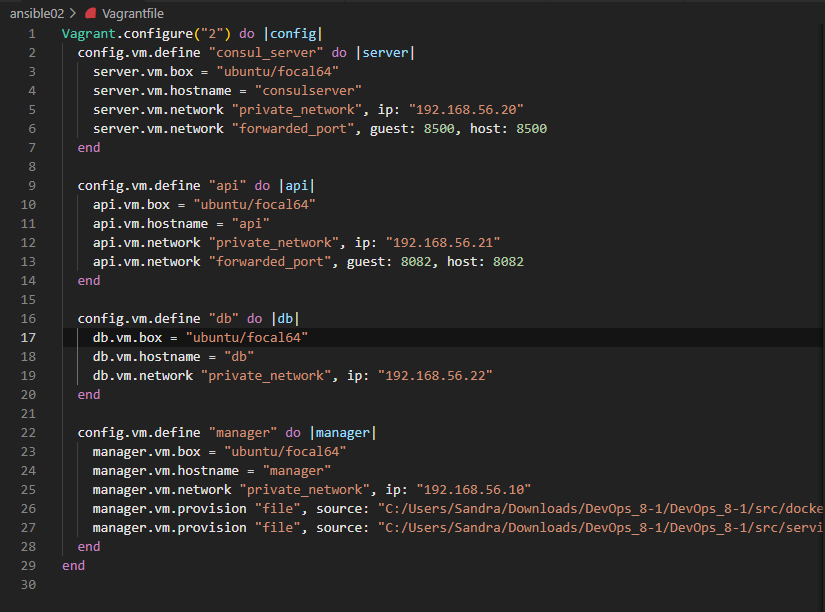 ansible02 > Vagrantfile
1 Vagrant.configure("2") do |config|
2 config.vm.define "consul_server" do |server|
3 server.vm.box = "ubuntu/focal64"
4 server.vm.hostname = "consulserver"
5 server.vm.network "private_network", ip: "192.168.56.20"
6 server.vm.network "forwarded_port", guest: 8500, host: 8500
7 end
8
9 config.vm.define "api" do |api|
10 api.vm.box = "ubuntu/focal64"
11 api.vm.hostname = "api"
12 api.vm.network "private_network", ip: "192.168.56.21"
13 api.vm.network "forwarded_port", guest: 8082, host: 8082
14 end
15
16 config.vm.define "db" do |db|
17 db.vm.box = "ubuntu/focal64"
18 db.vm.hostname = "db"
19 db.vm.network "private_network", ip: "192.168.56.22"
20 end
21
22 config.vm.define "manager" do |manager|
23 manager.vm.box = "ubuntu/focal64"
24 manager.vm.hostname = "manager"
25 manager.vm.network "private_network", ip: "192.168.56.10"
26 manager.vm.provision "file", source: "C:/Users/Sandra/Downloads/DevOps_8-1/DevOps_8-1/src/docke
27 manager.vm.provision "file", source: "C:/Users/Sandra/Downloads/DevOps_8-1/DevOps_8-1/src/servi
28 end
29 end
30